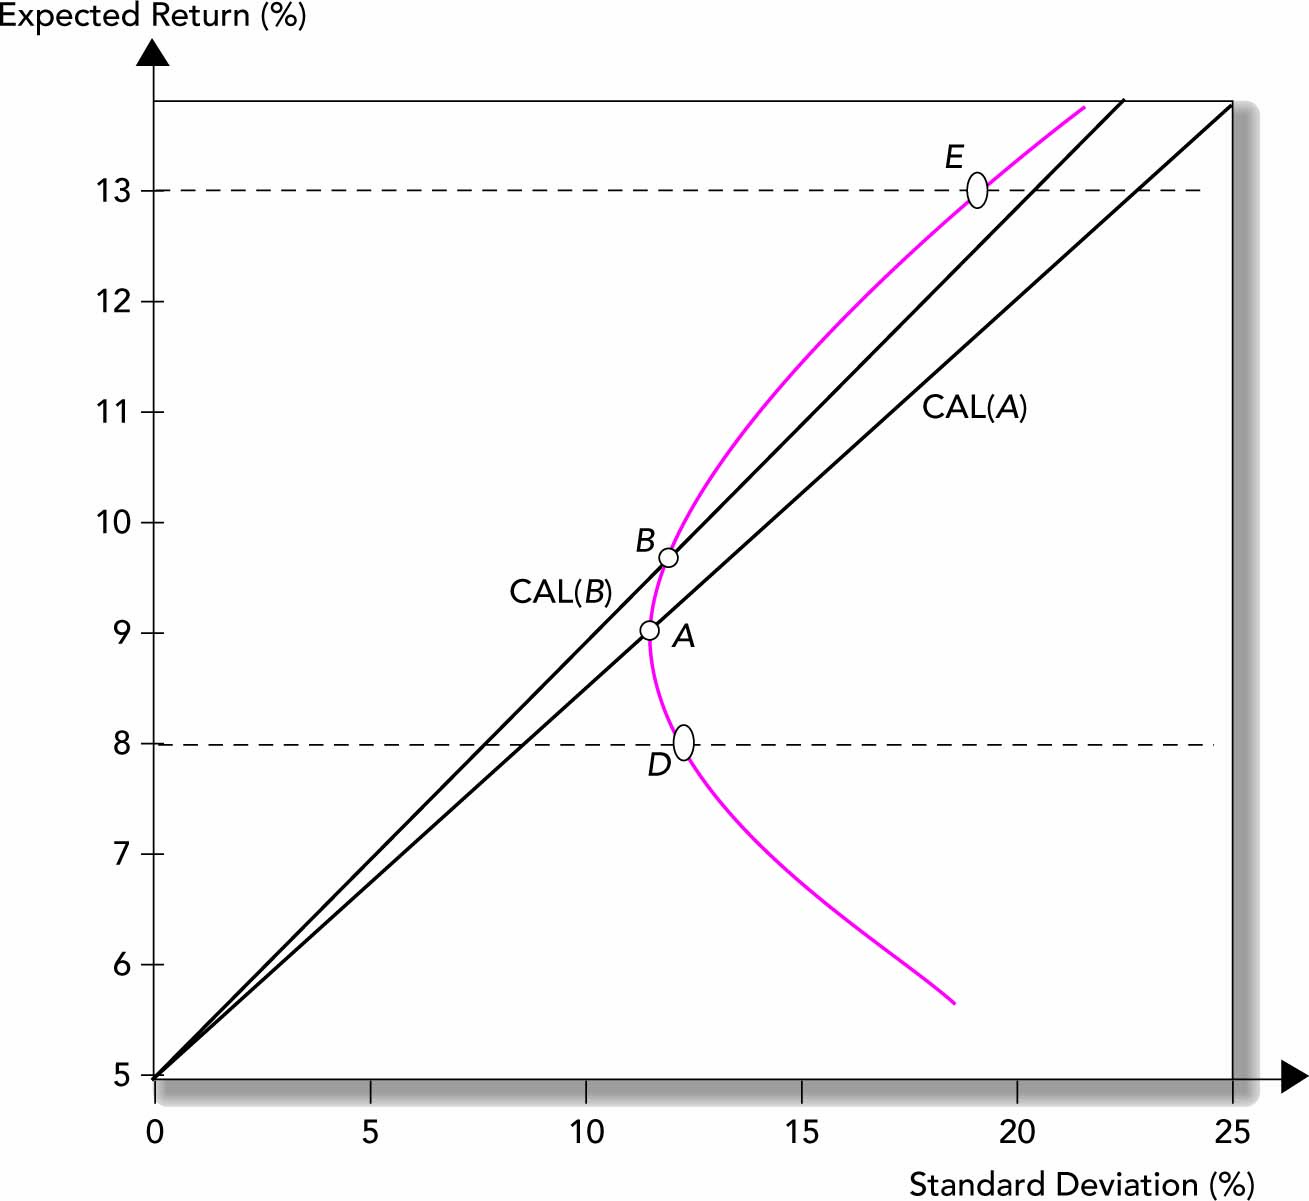 Expected Return (%)
E
13
12
CAL(A)
11
10
B
CAL(B)
9
A
8
D
7
6
5
0 5 10 15 20 25
Standard Deviation (%)